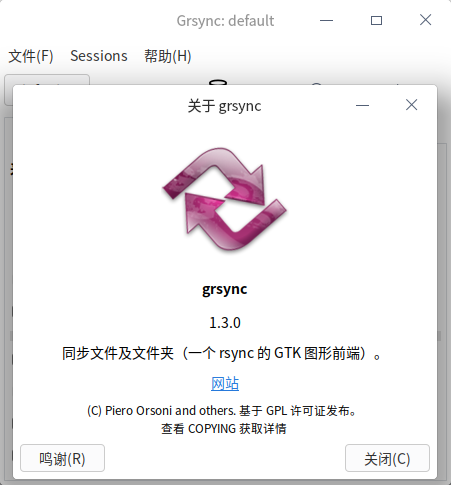 Grsync: default
文件(F) Sessions 帮助(H)
关于 grsync
grsync
1.3.0
同步文件及文件夹（一个 rsync 的 GTK 图形前端）。
网站
(C) Piero Orsoni and others. 基于 GPL 许可证发布。
查看 COPYING 获取详情
鸣谢(R) 关闭(C)